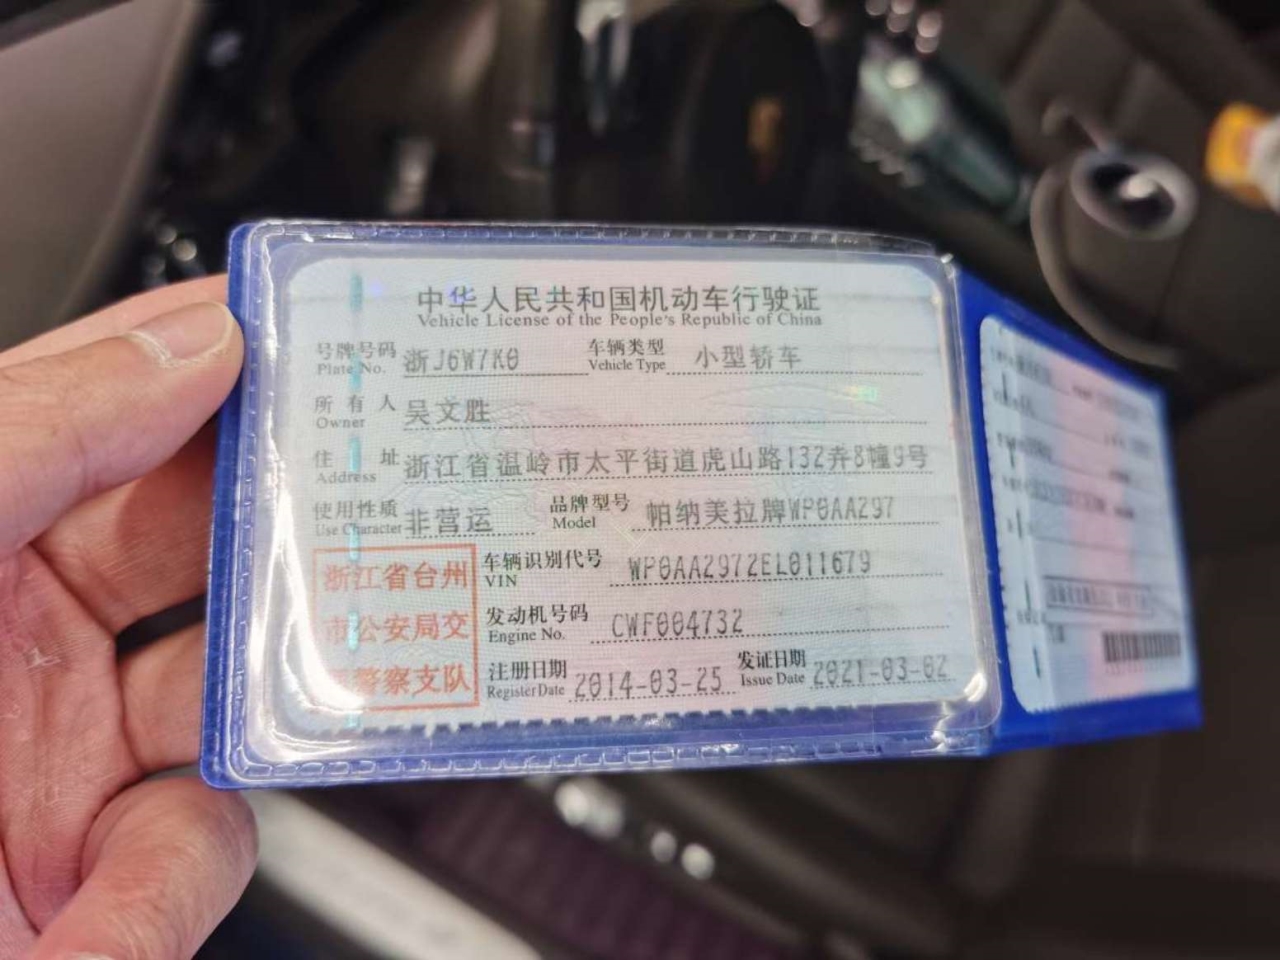 中华人民共和国机动车行驶证
Vehicle License of the People's Republic of China
号牌号码 浙J6W7K0 车辆类型 小型轿车
Plate No. Vehicle Type
所有人 吴文胜
Owner
住址 浙江省温岭市太平街道虎山路132弄8幢9号
Address
使用性质 非营运 品牌型号 帕纳美拉牌WP0AA297
Use Character Model
浙江省台州
市公安局交
警察支队
车辆识别代号 WP0AA2972EL011679
VIN
发动机号码 CWF004732
Engine No.
注册日期 2014-03-25 发证日期 2021-03-02
Register Date Issue Date